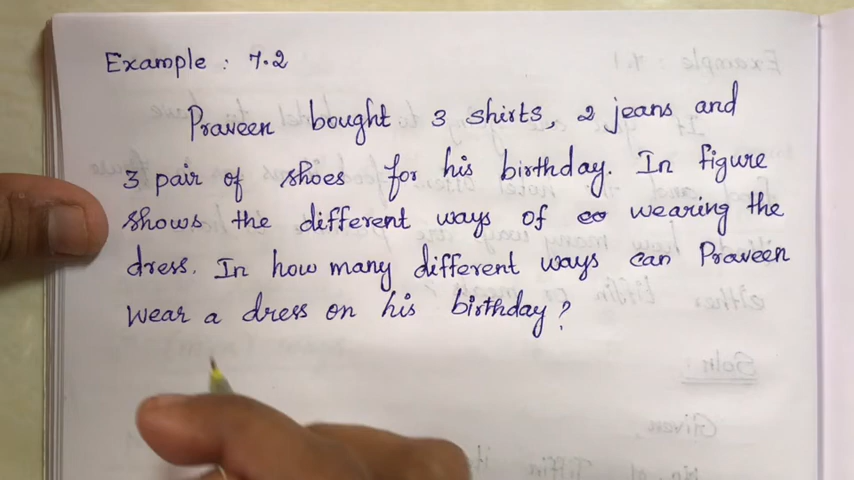 Example : 7.2
Praveen bought 3 shirts, 2 jeans and
3 pair of shoes for his birthday. In figure
shows the different ways of wearing the
dress. In how many different ways can Praveen
wear a dress on his birthday?